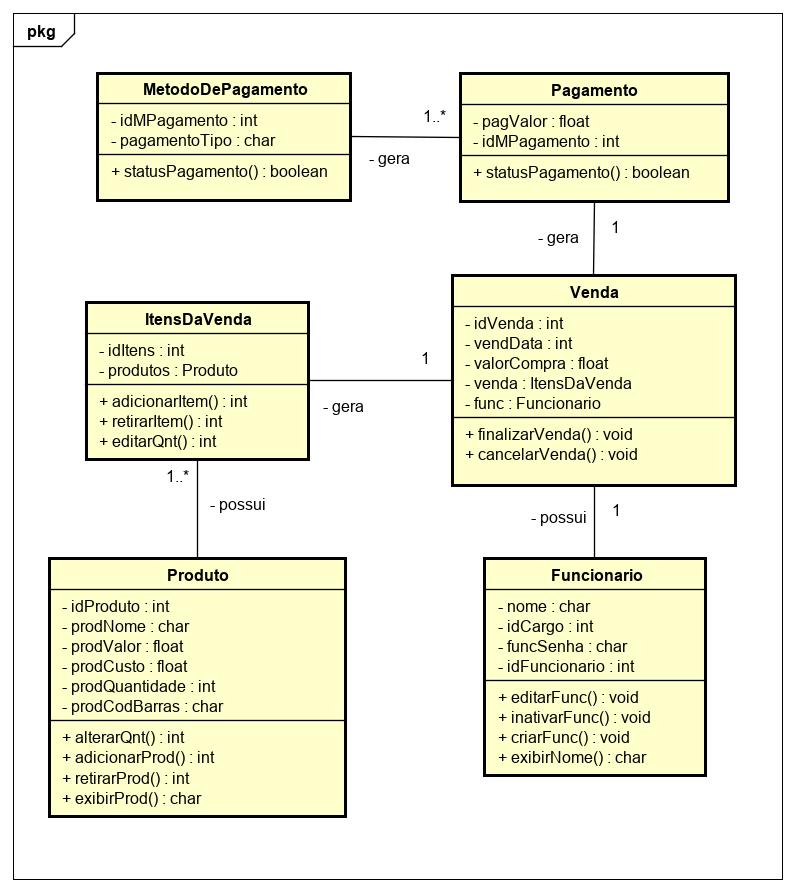 pkg
MetodoDePagamento
- idMPagamento : int
- pagamentoTipo : char
+ statusPagamento() : boolean
1..*
- gera
Pagamento
- pagValor : float
- idMPagamento : int
+ statusPagamento() : boolean
- gera
1
ItensDaVenda
- idItens : int
- produtos : Produto
+ adicionarItem() : int
+ retirarItem() : int
+ editarQnt() : int
1
- gera
Venda
- idVenda : int
- vendData : int
- valorCompra : float
- venda : ItensDaVenda
- func : Funcionario
+ finalizarVenda() : void
+ cancelarVenda() : void
1..*
- possui
- possui
1
Produto
- idProduto : int
- prodNome : char
- prodValor : float
- prodCusto : float
- prodQuantidade : int
- prodCodBarras : char
+ alterarQnt() : int
+ adicionarProd() : int
+ retirarProd() : int
+ exibirProd() : char
Funcionario
- nome : char
- idCargo : int
- funcSenha : char
- idFuncionario : int
+ editarFunc() : void
+ inativarFunc() : void
+ criarFunc() : void
+ exibirNome() : char